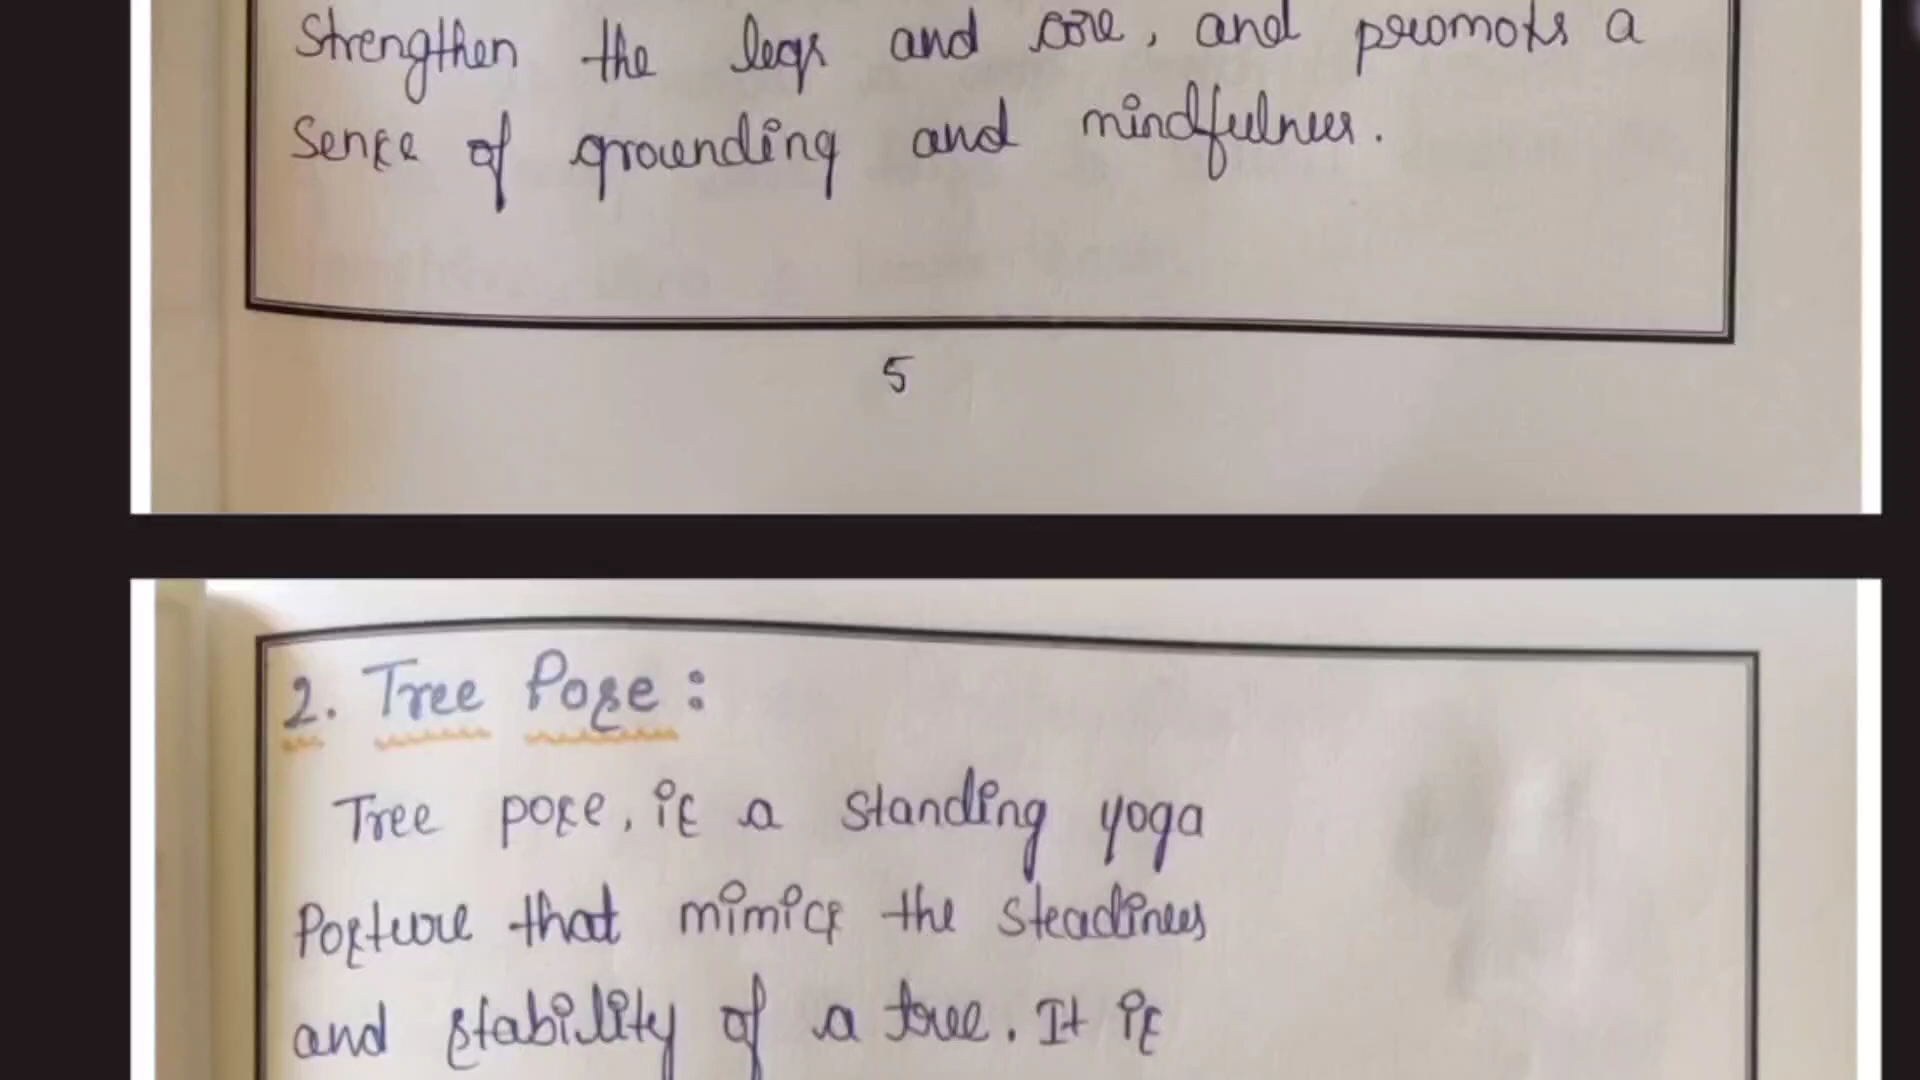 Strengthen the legs and core, and promots a
Sense of grounding and mindfulness.
5
2. Tree Pose:
Tree pose, is a standing yoga
Posture that mimics the steadiness
and stability of a tree. It is